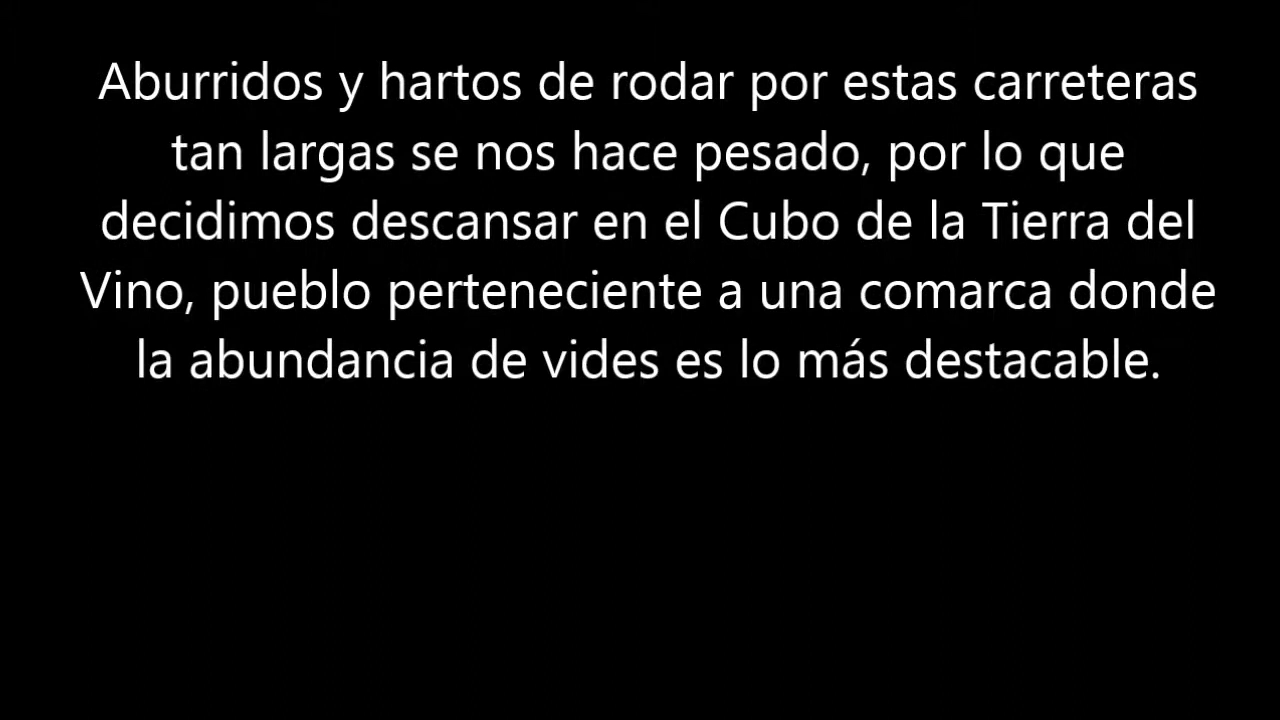 Aburridos y hartos de rodar por estas carreteras
tan largas se nos hace pesado, por lo que
decidimos descansar en el Cubo de la Tierra del
Vino, pueblo perteneciente a una comarca donde
la abundancia de vides es lo más destacable.